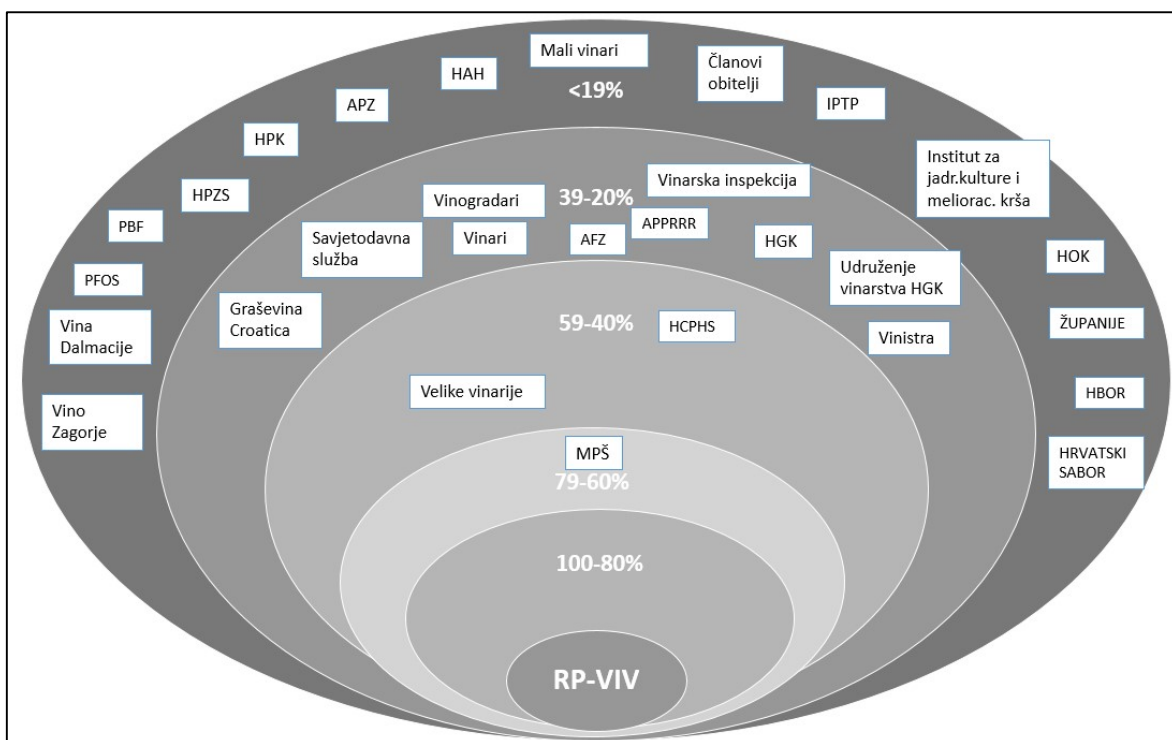 Mali vinari
Članovi
obitelji
HAH
<19%
IPTP
APZ
HPK
Institut za
jadr.kulture i
meliorac. krša
HPZS
Vinarska inspekcija
39-20%
Vinogradari
PBF
APPRRR
Savjetodavna
služba
Vinari
AFZ
HGK
HOK
Udruženje
vinarstva HGK
PFOS
Graševina
Croatica
Vina
Dalmacije
59-40%
HCPHS
Vinistra
ŽUPANIJE
Velike vinarije
HBOR
Vino
Zagorje
MPŠ
HRVATSKI
SABOR
79-60%
100-80%
RP-VIV